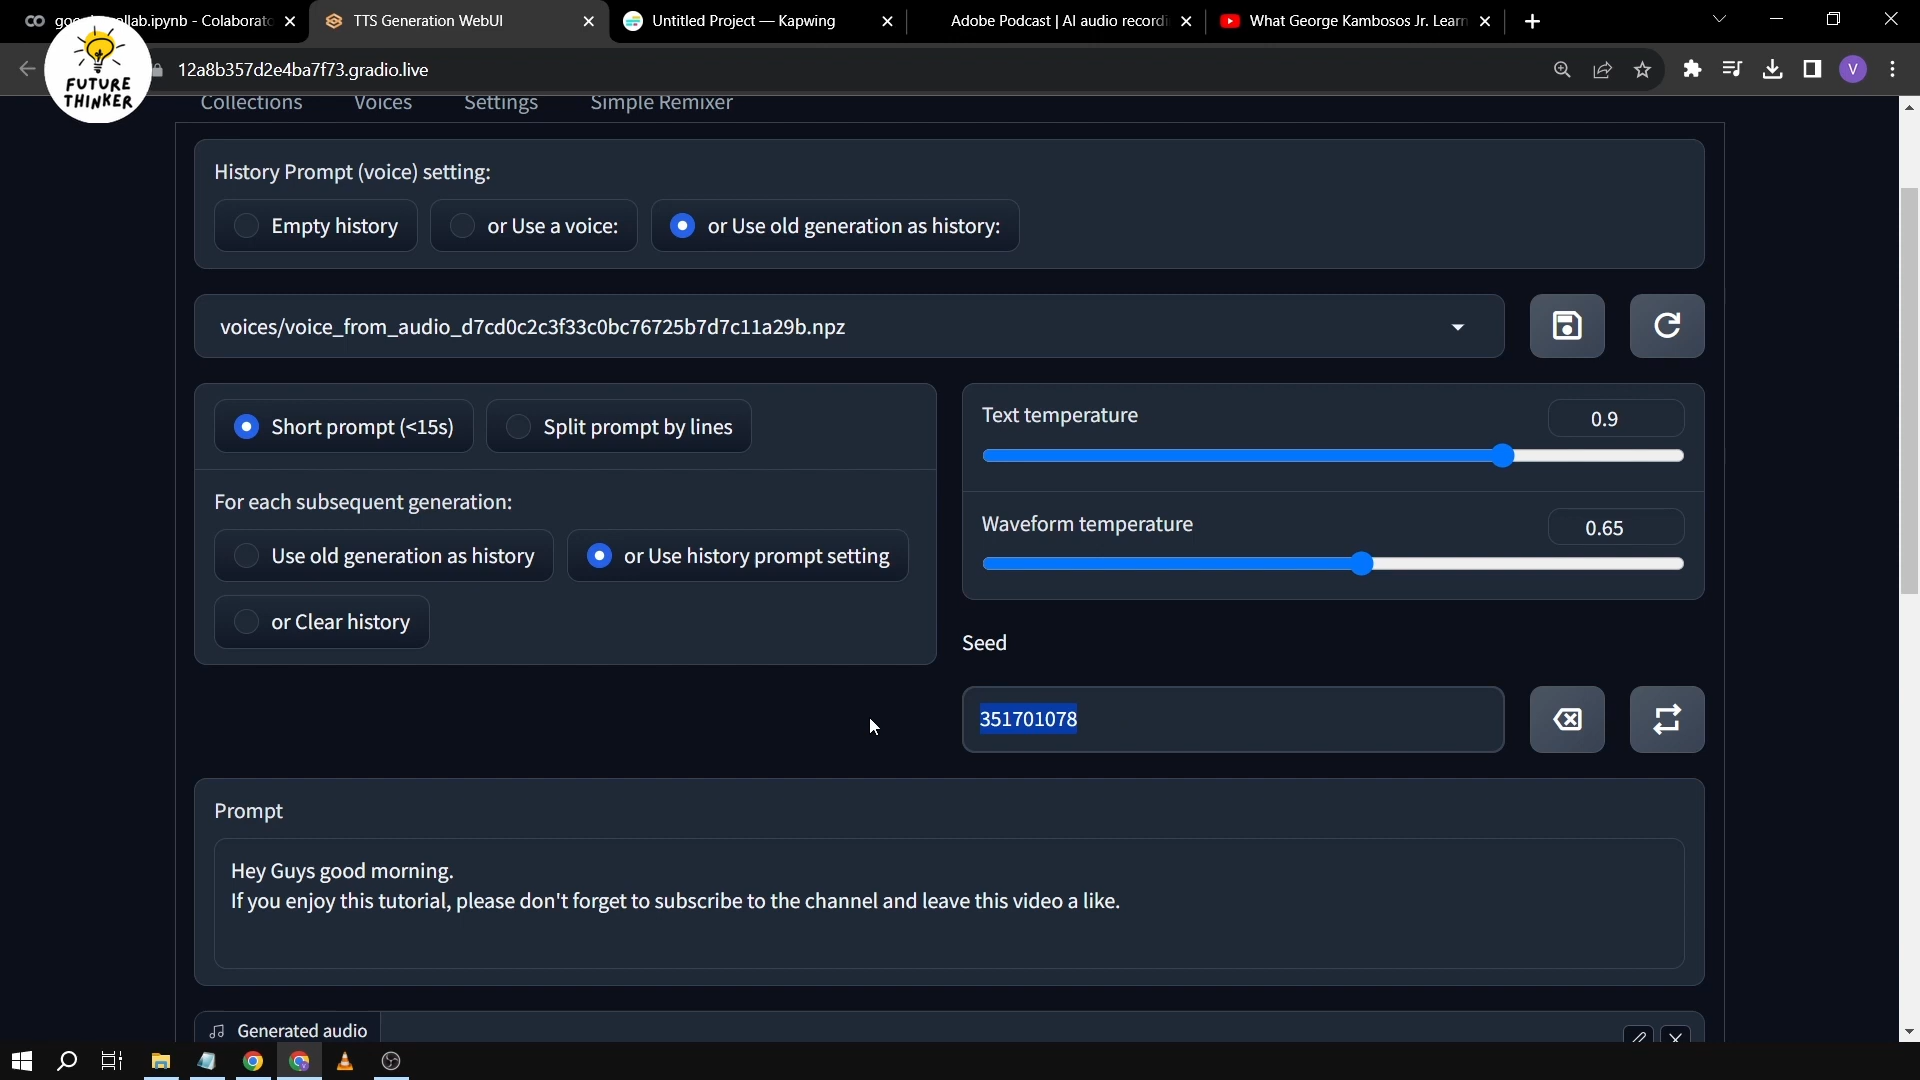 TTS Generation WebUI
Untitled Project — Kapwing
Adobe Podcast | AI audio recordi
What George Kambosos Jr. Learn
FUTURE
THINKER
12a8b357d2e4ba7f73.gradio.live
V
Collections Voices Settings Simple Remixer
History Prompt (voice) setting:
Empty history
or Use a voice:
or Use old generation as history:
voices/voice_from_audio_d7cd0c2c3f33c0bc76725b7d7c11a29b.npz
Short prompt (<15s)
Split prompt by lines
Text temperature
0.9
For each subsequent generation:
Waveform temperature
0.65
Use old generation as history
or Use history prompt setting
or Clear history
Seed
351701078
Prompt
Hey Guys good morning.
If you enjoy this tutorial, please don't forget to subscribe to the channel and leave this video a like.
Generated audio